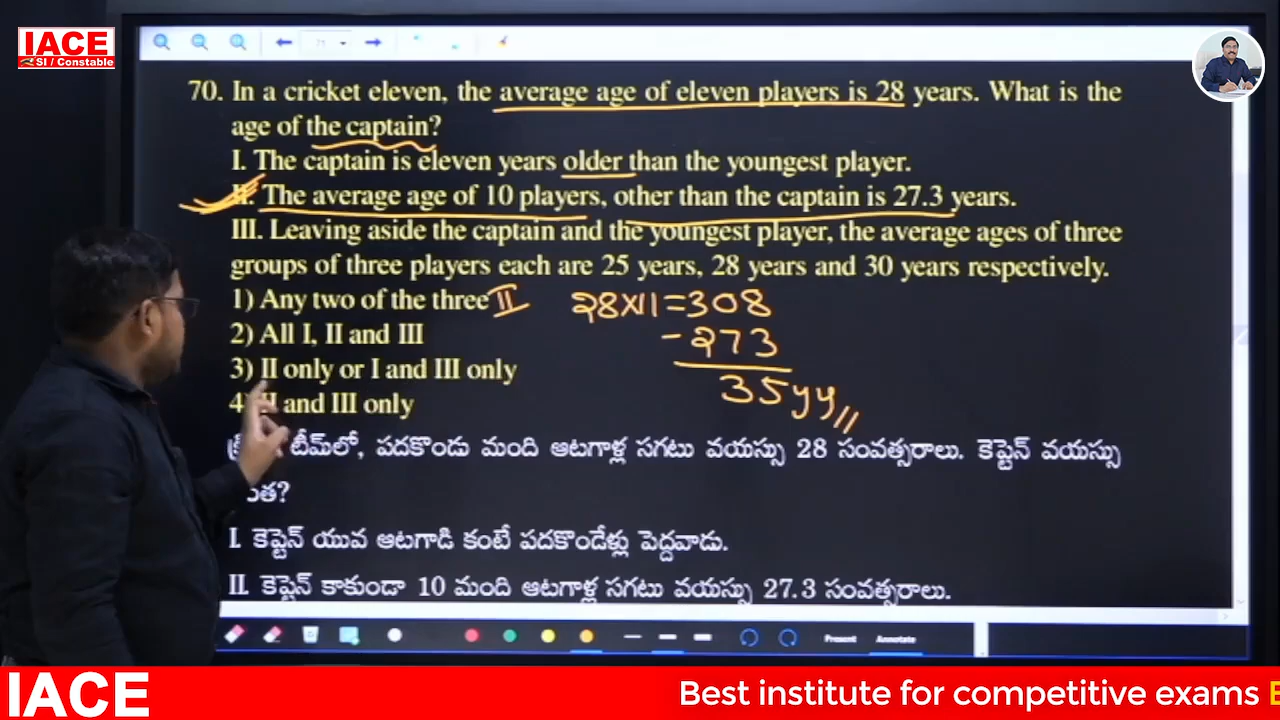 IACE
SI / Constable
71
70. In a cricket eleven, the average age of eleven players is 28 years. What is the
age of the captain?
I. The captain is eleven years older than the youngest player.
II. The average age of 10 players, other than the captain is 27.3 years.
III. Leaving aside the captain and the youngest player, the average ages of three
groups of three players each are 25 years, 28 years and 30 years respectively.
1) Any two of the three II 28×11=308
2) All I, II and III -273
3) II only or I and III only 35yy
4) II and III only
టీమ్‌లో, పదకొండు మంది ఆటగాళ్ల సగటు వయస్సు 28 సంవత్సరాలు. కెప్టెన్ వయస్సు
I. కెప్టెన్ యువ ఆటగాడి కంటే పదకొండేళ్లు పెద్దవాడు.
II. కెప్టెన్ కాకుండా 10 మంది ఆటగాళ్ల సగటు వయస్సు 27.3 సంవత్సరాలు.
Present Annotate
IACE Best institute for competitive exams E